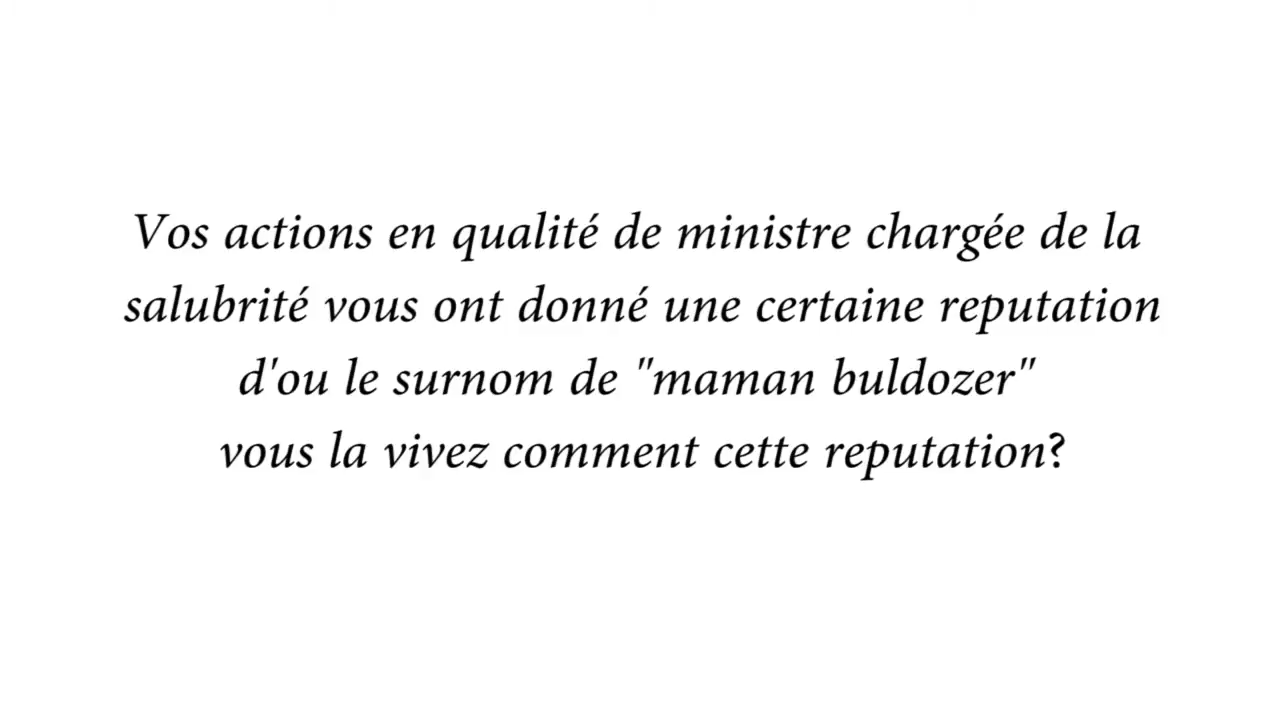 Vos actions en qualité de ministre chargée de la
salubrité vous ont donné une certaine reputation
d'ou le surnom de "maman buldozer"
vous la vivez comment cette reputation?